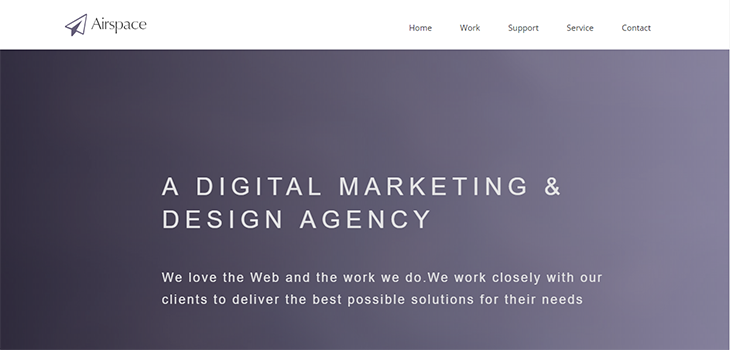 Airspace
Home Work Support Service Contact
A DIGITAL MARKETING &
DESIGN AGENCY
We love the Web and the work we do.We work closely with our
clients to deliver the best possible solutions for their needs